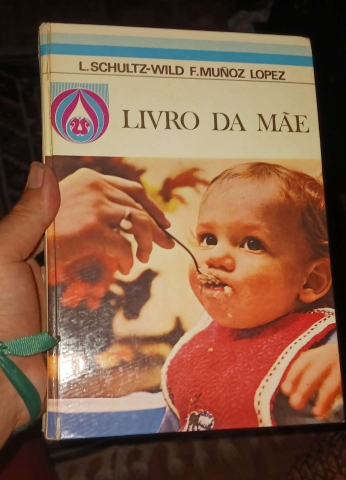 L. SCHULTZ-WILD F. MUÑOZ LOPEZ
LIVRO DA MÃE